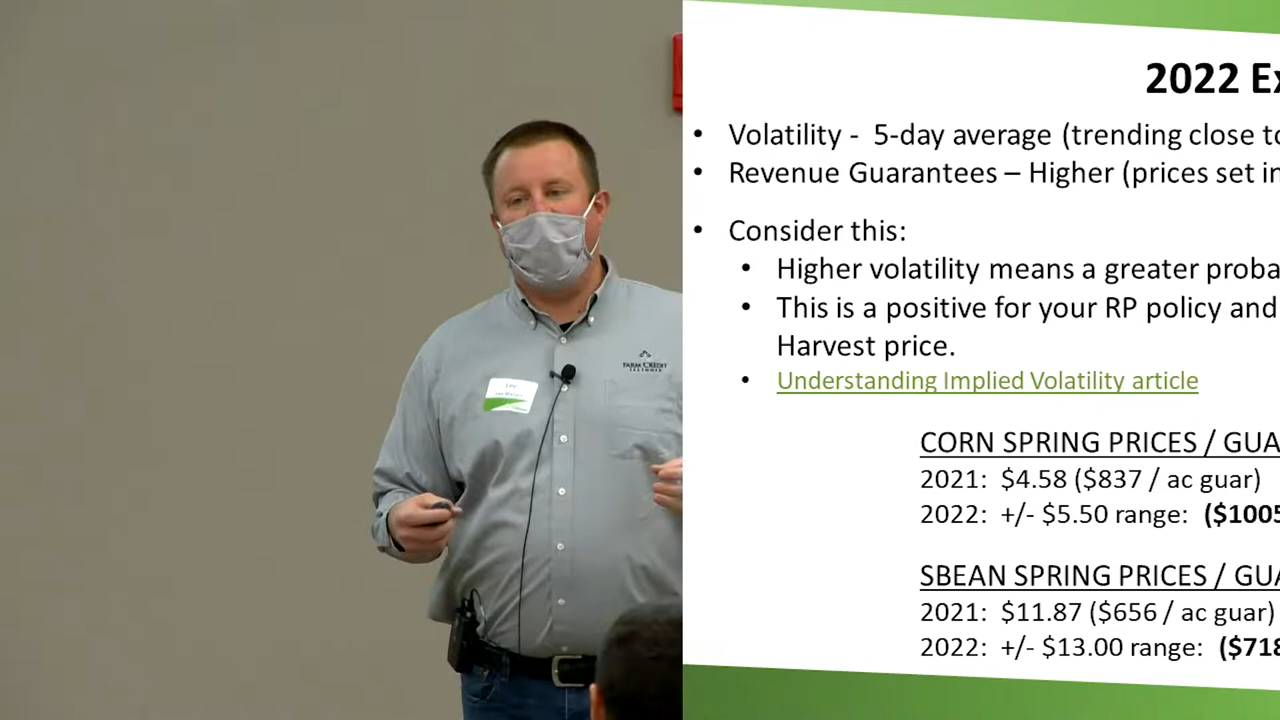 FARM CREDIT
ILLINOIS
Lee
2022 Ex
• Volatility - 5-day average (trending close to
• Revenue Guarantees – Higher (prices set in
• Consider this:
• Higher volatility means a greater proba
• This is a positive for your RP policy and
Harvest price.
• Understanding Implied Volatility article
CORN SPRING PRICES / GUA
2021: $4.58 ($837 / ac guar)
2022: +/- $5.50 range: ($1005
SBEAN SPRING PRICES / GUA
2021: $11.87 ($656 / ac guar)
2022: +/- $13.00 range: ($718